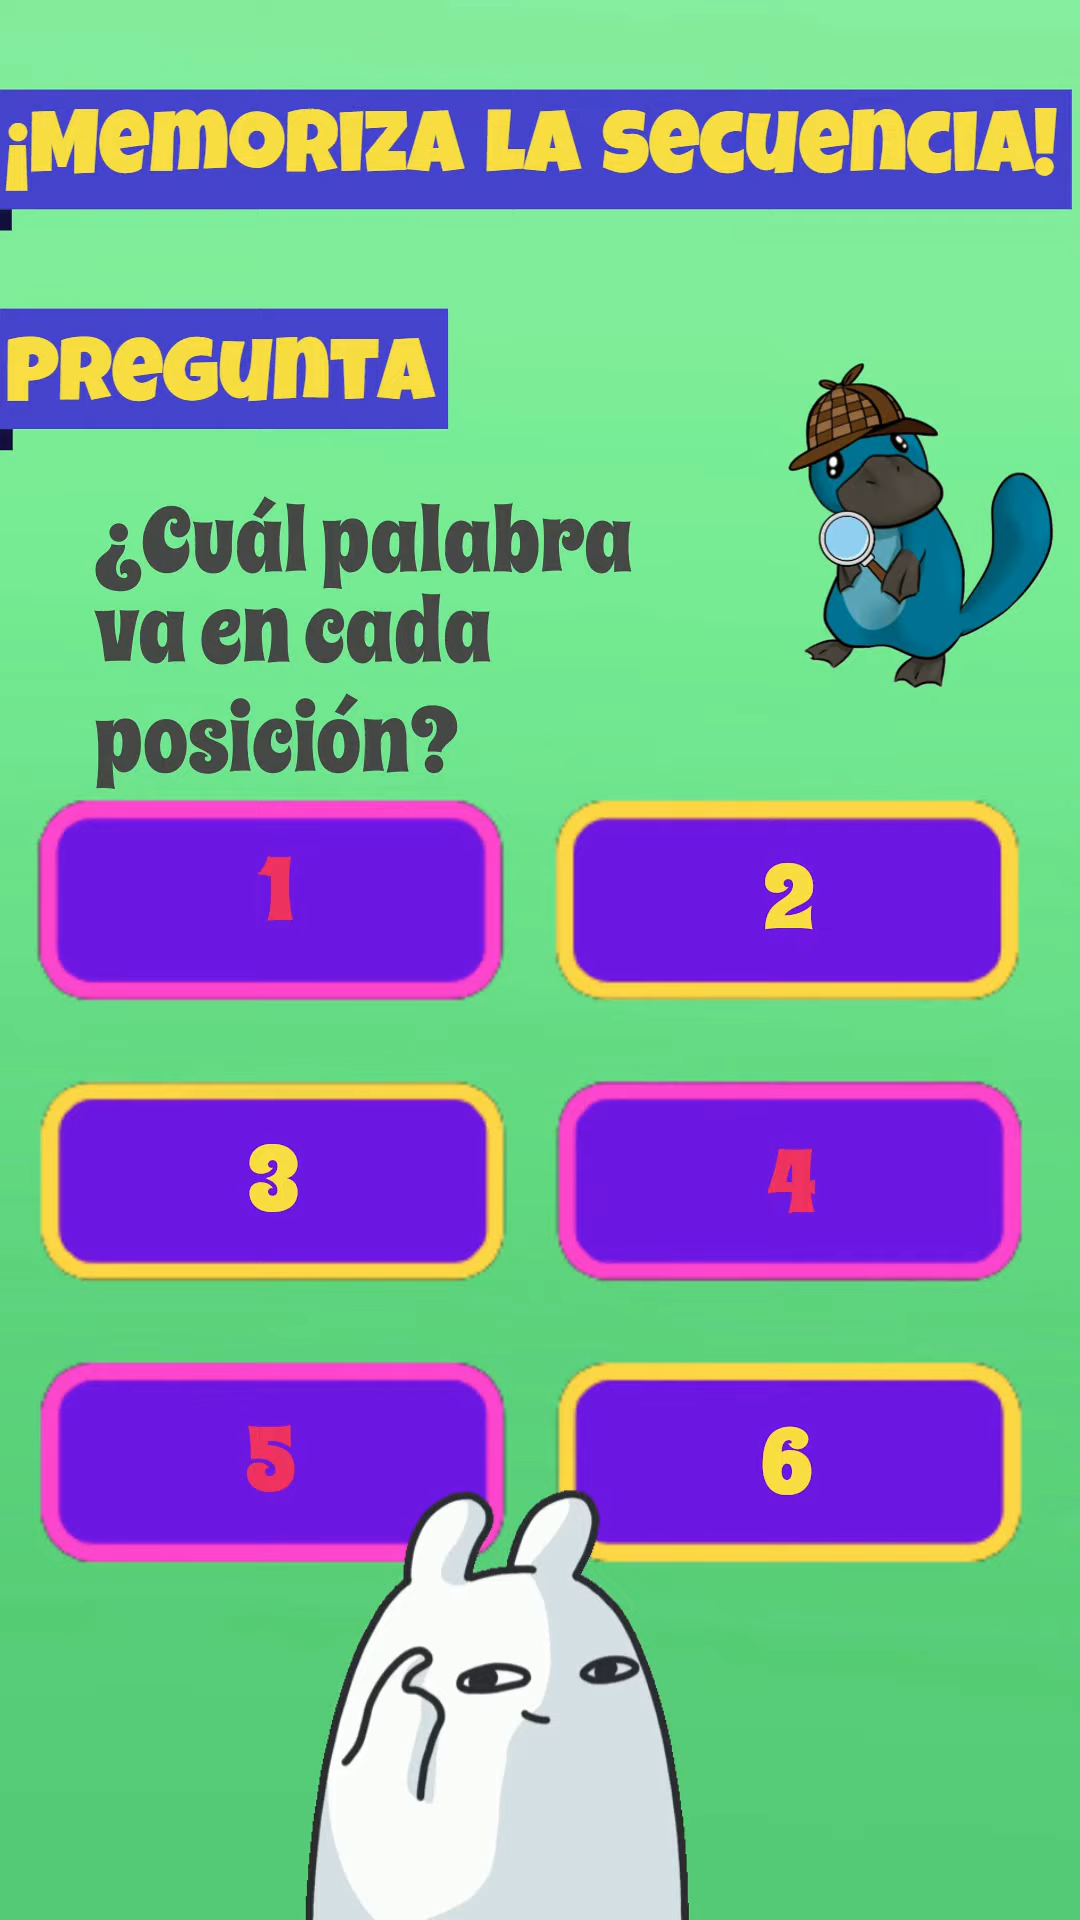 ¡Memoriza la secuencia!
Pregunta
¿Cuál palabra
va en cada
posición?
1
2
3
4
5
6